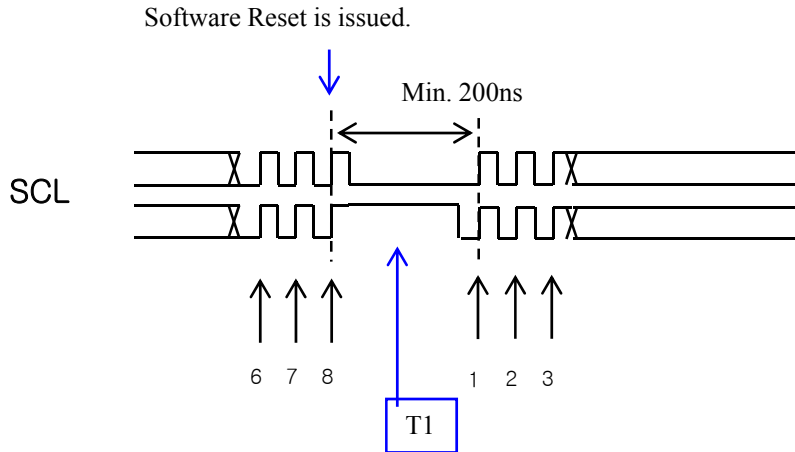 Software Reset is issued.
Min. 200ns
SCL
6 7 8 1 2 3
T1